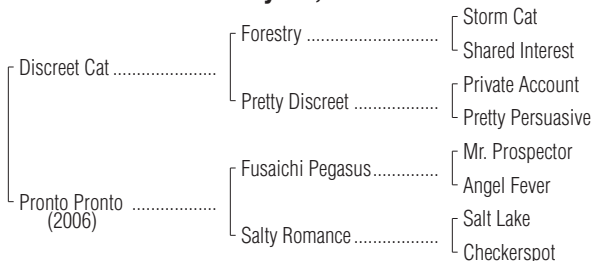 Storm Cat
Forestry ....................
Shared Interest
Discreet Cat ...............
Private Account
Pretty Discreet .............
Pretty Persuasive
Mr. Prospector
Fusaichi Pegasus..........
Angel Fever
Pronto Pronto .............
(2006)
Salt Lake
Salty Romance .............
Checkerspot